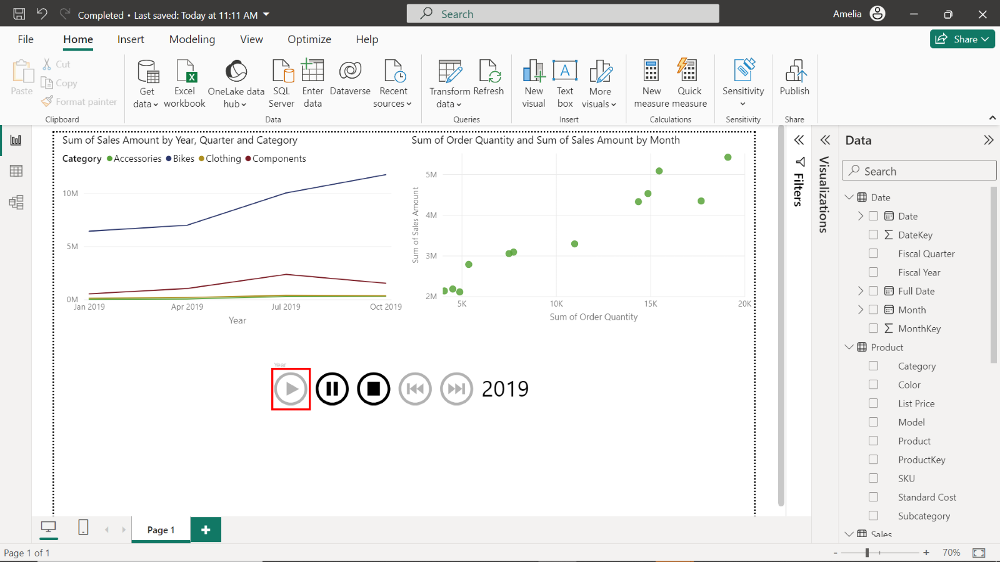 Completed • Last saved: Today at 11:11 AM
Search
Amelia
File Home Insert Modeling View Optimize Help
Share
Paste
Cut
Copy
Format painter
Clipboard
Get data
Excel workbook
OneLake data hub
SQL Server
Enter data
Dataverse
Recent sources
Data
Transform data
Refresh
Queries
New visual
Text box
More visuals
Insert
New measure
Quick measure
Calculations
Sensitivity
Sensitivity
Publish
Share
Sum of Sales Amount by Year, Quarter and Category
Category Accessories Bikes Clothing Components
10M
5M
0M
Jan 2019 Apr 2019 Jul 2019 Oct 2019
Year
Sum of Order Quantity and Sum of Sales Amount by Month
Sum of Sales Amount
5M
4M
3M
2M
5K 10K 15K 20K
Sum of Order Quantity
Year
2019
Filters
Visualizations
Data
Search
Date
Date
DateKey
Fiscal Quarter
Fiscal Year
Full Date
Month
MonthKey
Product
Category
Color
List Price
Model
Product
ProductKey
SKU
Standard Cost
Subcategory
Sales
Page 1
Page 1 of 1
- + 70%